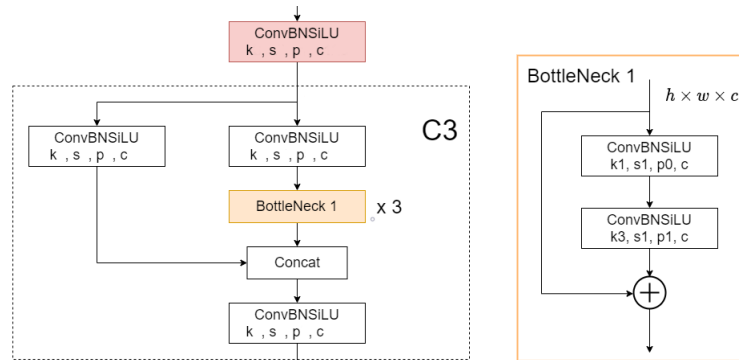 ConvBNSiLU
k , s , p , c
ConvBNSiLU
k , s , p , c
ConvBNSiLU
k , s , p , c
C3
BottleNeck 1
x 3
Concat
ConvBNSiLU
k , s , p , c
BottleNeck 1
h × w × c
ConvBNSiLU
k1, s1, p0, c
ConvBNSiLU
k3, s1, p1, c